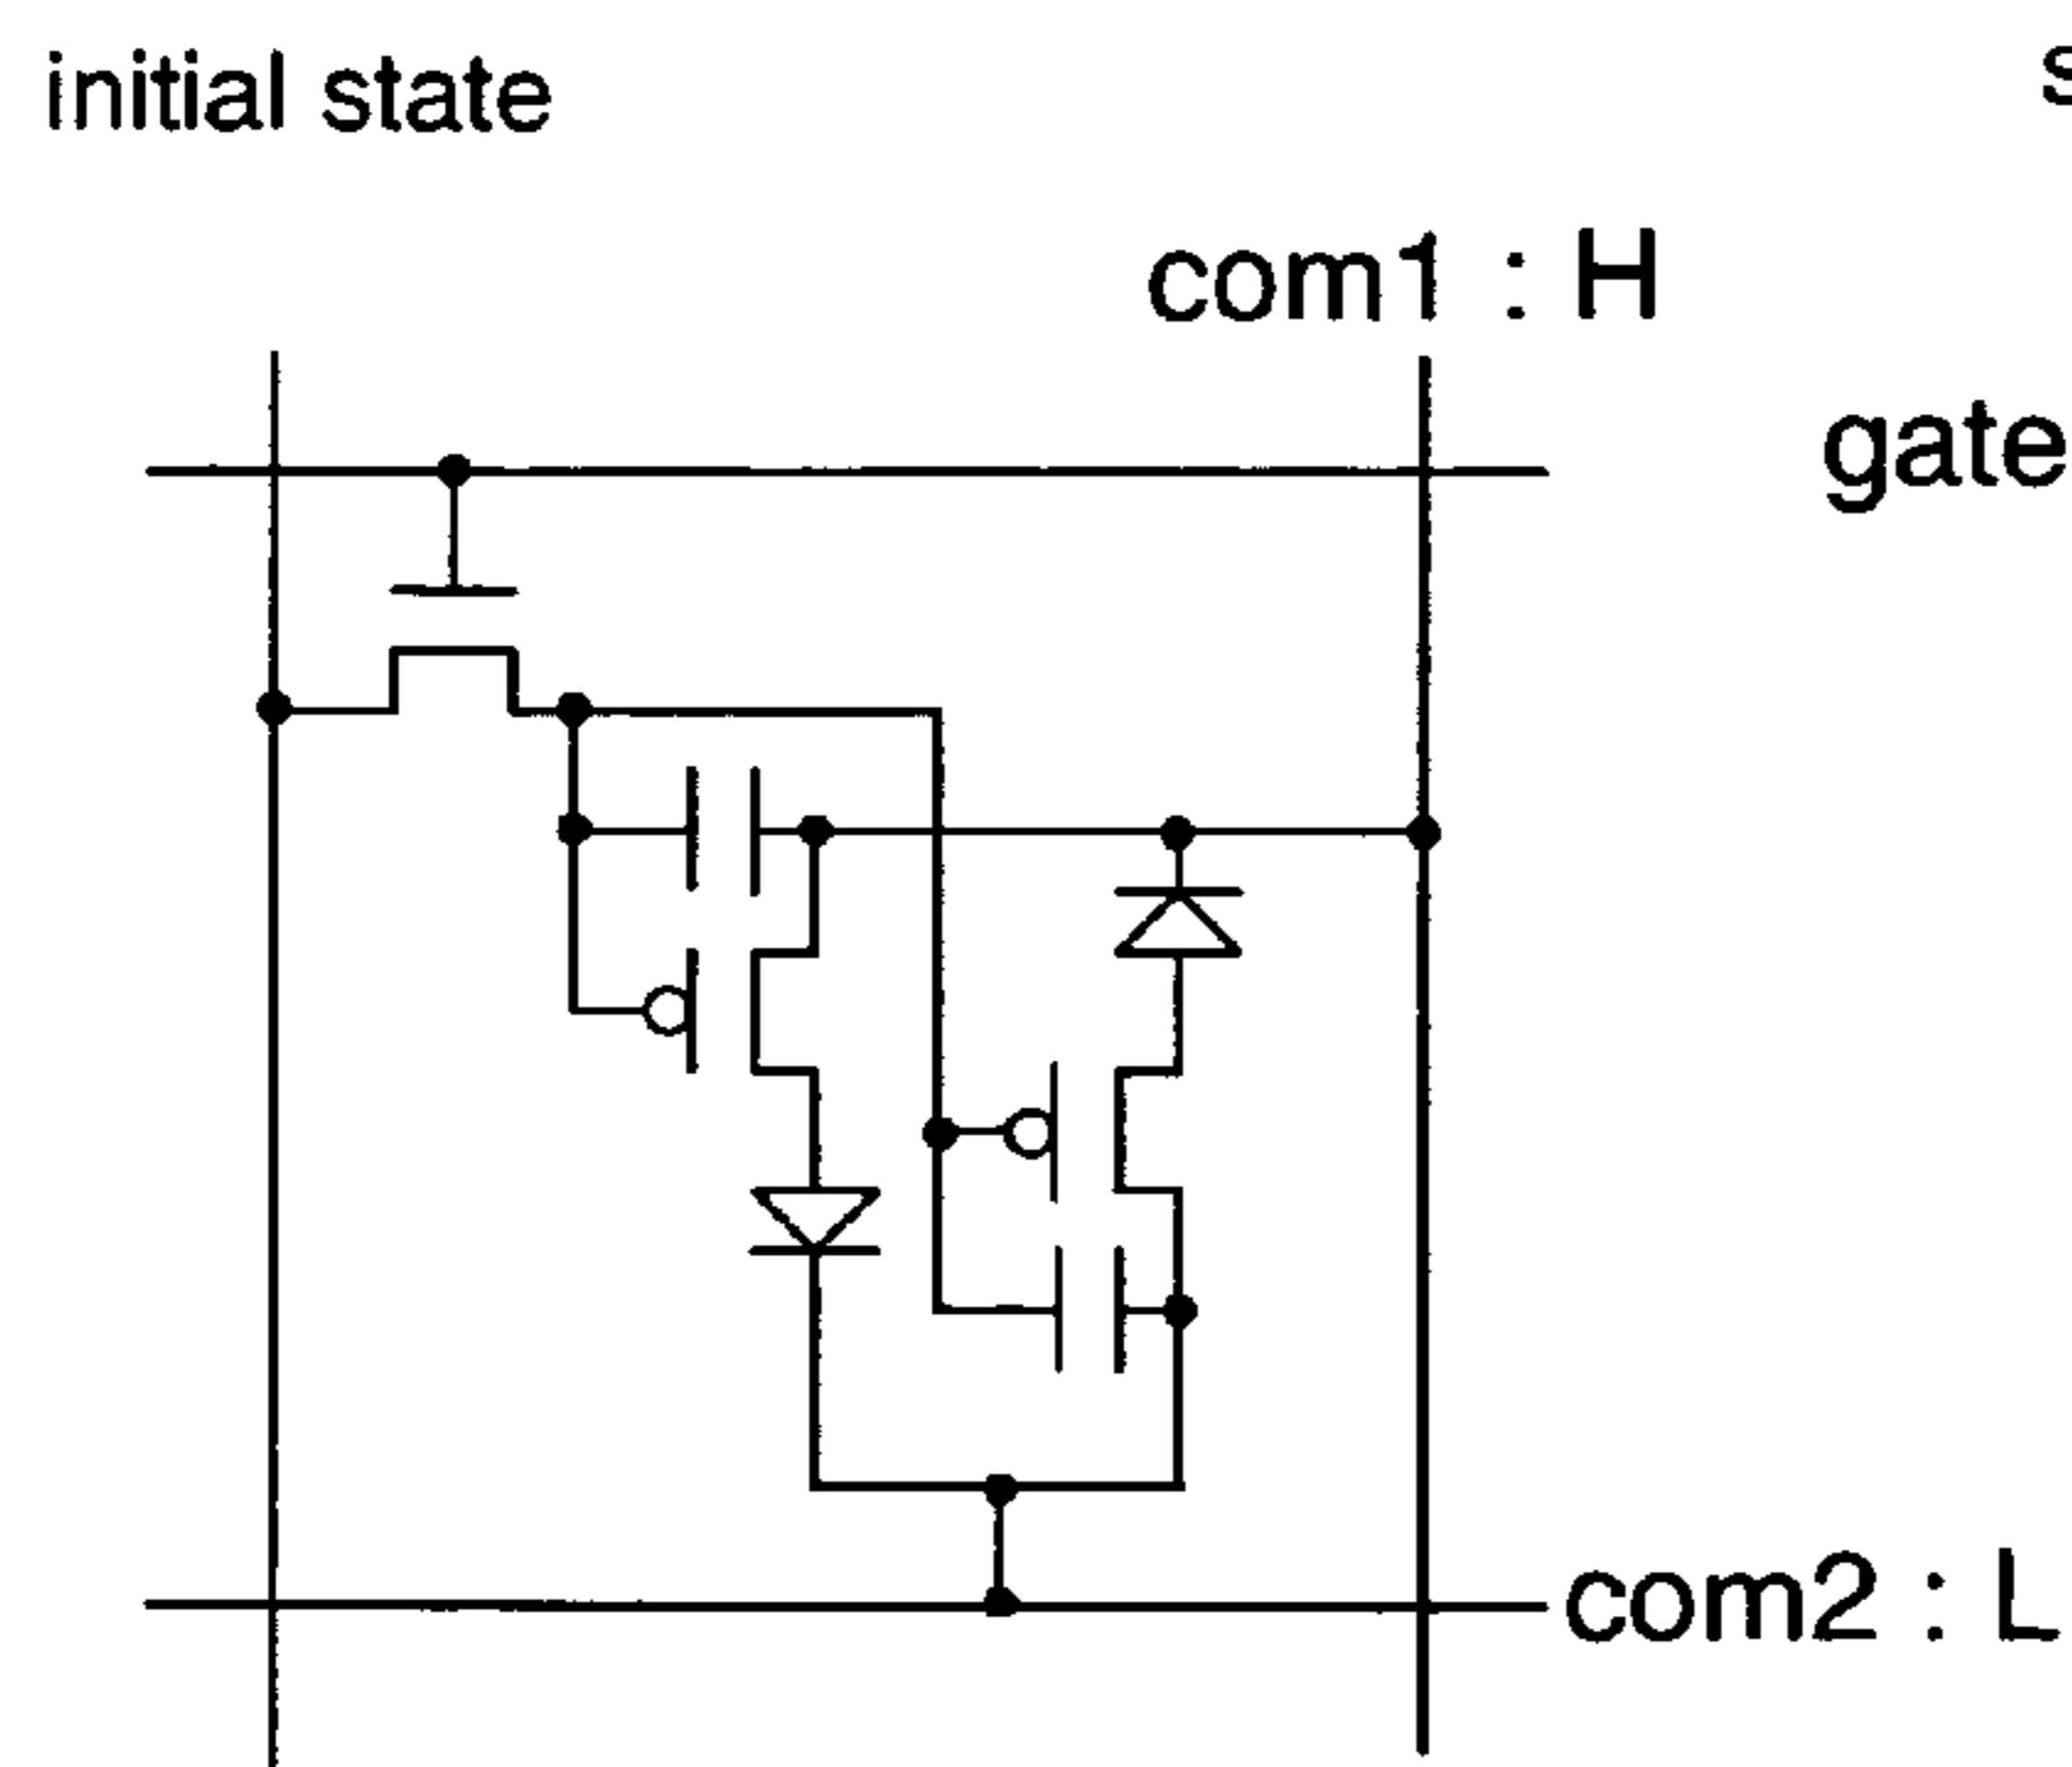 initial state
com1 : H
gate
com2 : L